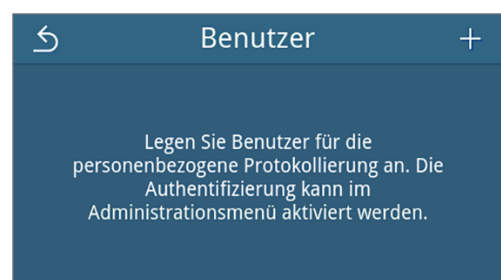 Benutzer
Legen Sie Benutzer für die
personenbezogene Protokollierung an. Die
Authentifizierung kann im
Administrationsmenü aktiviert werden.